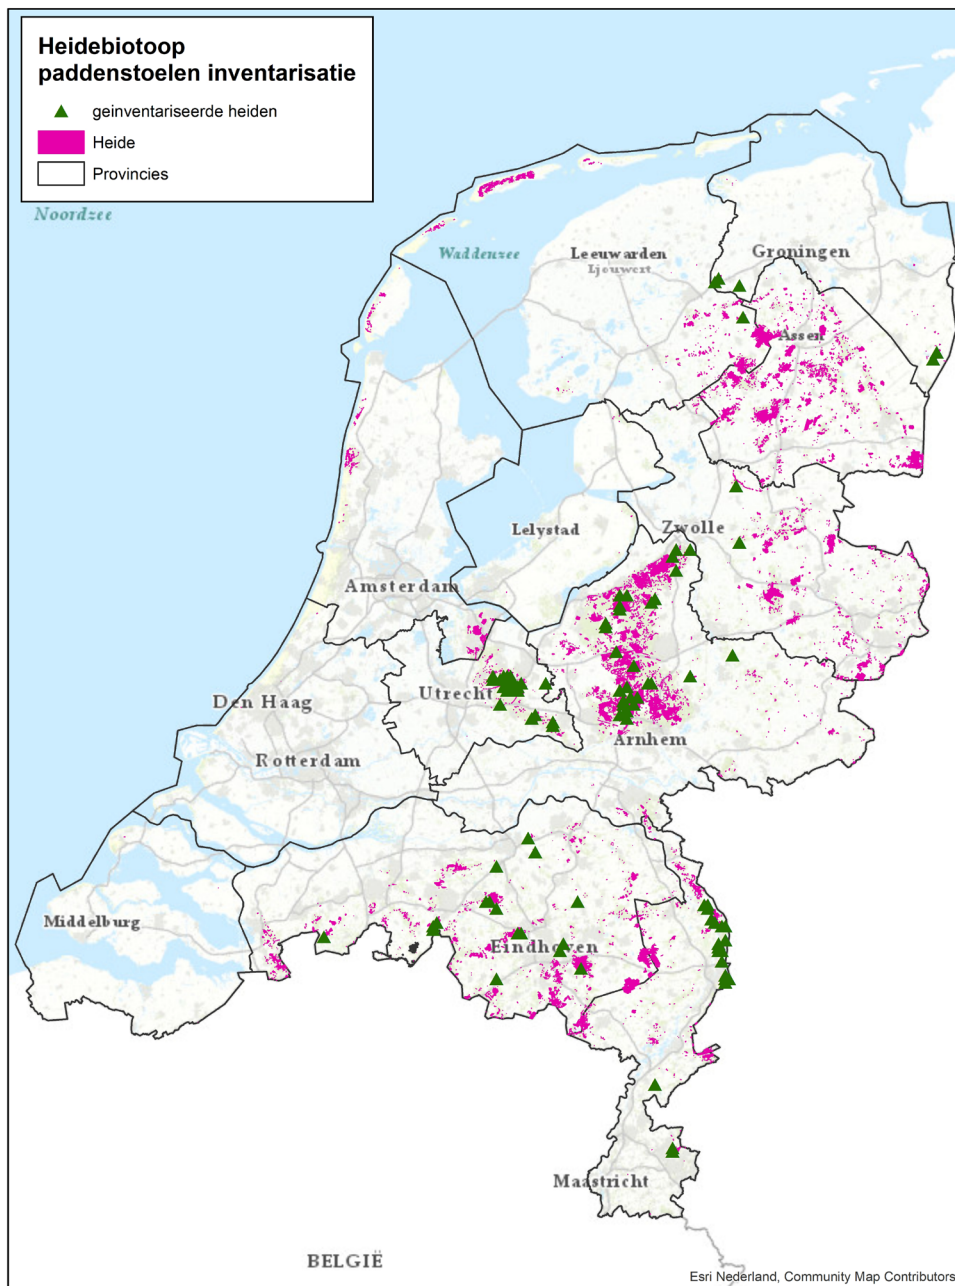 Heidebiotoop
paddenstoelen inventarisatie
geinventariseerde heiden
Heide
Provincies
Noordzee
Waddenzee
Leeuwarden
Ljouwert
Groningen
Assen
Zwolle
Lelystad
Amsterdam
Utrecht
Den Haag
Arnhem
Rotterdam
Middelburg
Eindhoven
Maastricht
BELGIË
Esri Nederland, Community Map Contributors